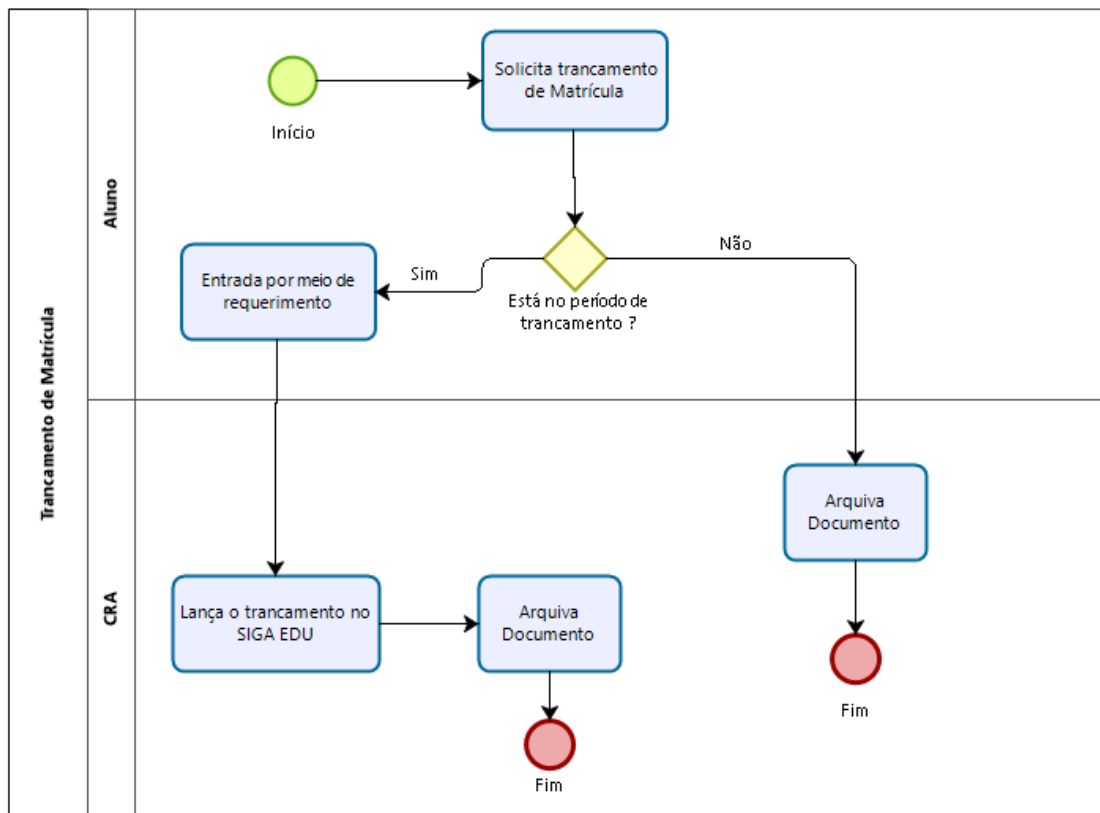 Trancamento de Matrícula
Aluno
Início
Solicita trancamento
de Matrícula
Está no período de
trancamento ?
Sim
Não
Entrada por meio de
requerimento
CRA
Lança o trancamento no
SIGA EDU
Arquiva
Documento
Fim
Arquiva
Documento
Fim